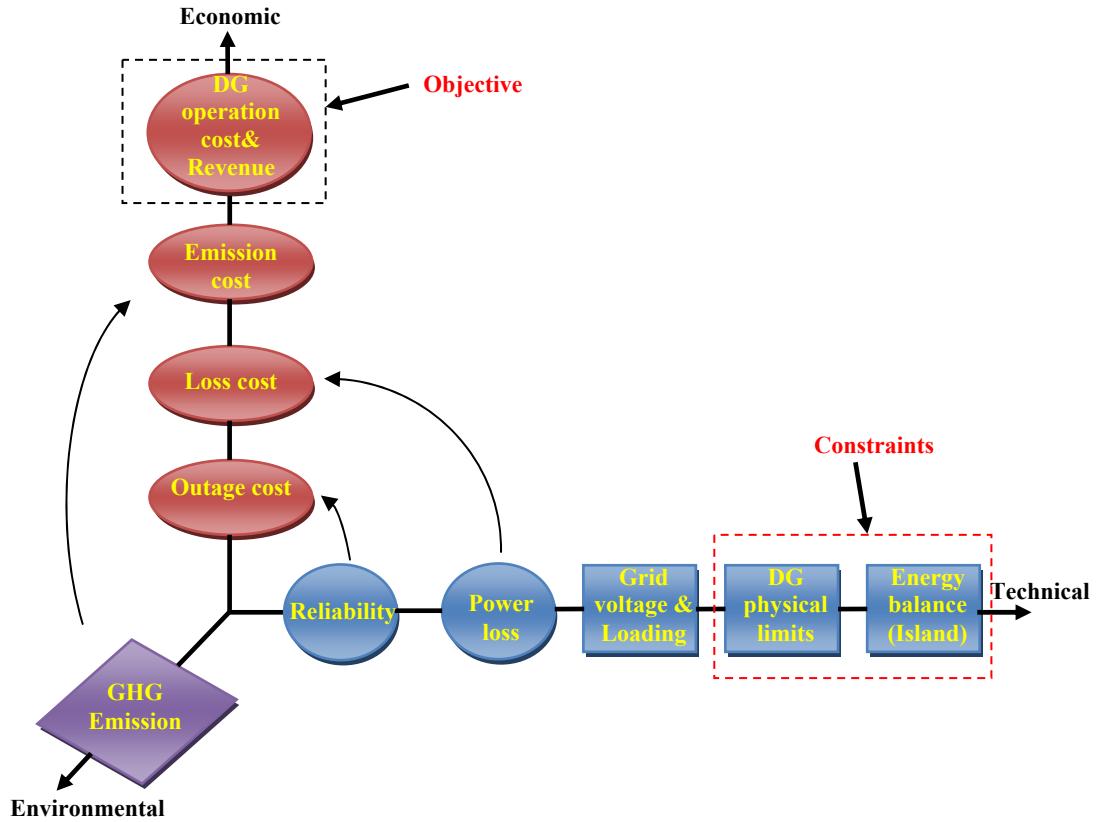 Economic
DG
operation
cost&
Revenue
Objective
Emission
cost
Loss cost
Outage cost
Constraints
Reliability
Power
loss
Grid
voltage &
Loading
DG
physical
limits
Energy
balance
(Island)
Technical
GHG
Emission
Environmental